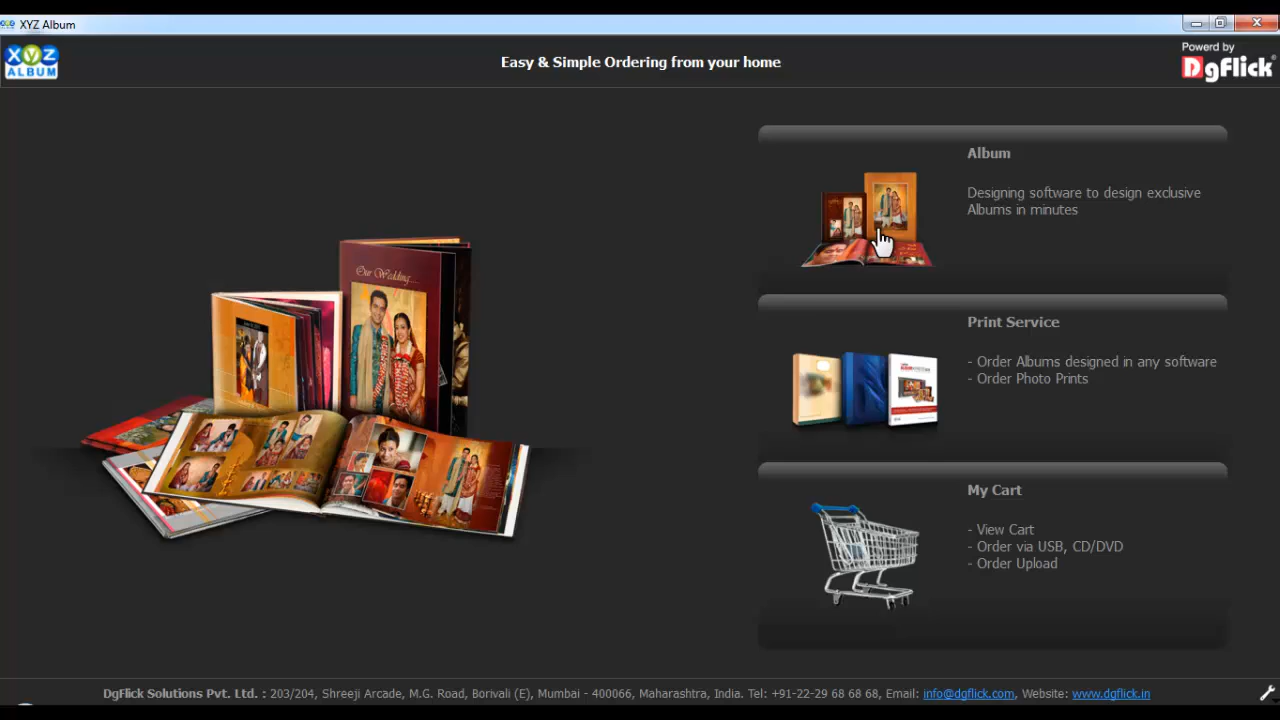 XYZ Album
XYZ
ALBUM
Easy & Simple Ordering from your home
Powerd by
DgFlick
Album
Designing software to design exclusive
Albums in minutes
Our Wedding....
Print Service
- Order Albums designed in any software
- Order Photo Prints
My Cart
- View Cart
- Order via USB, CD/DVD
- Order Upload
DgFlick Solutions Pvt. Ltd. : 203/204, Shreeji Arcade, M.G. Road, Borivali (E), Mumbai - 400066, Maharashtra, India. Tel: +91-22-29 68 68 68, Email: info@dgflick.com, Website: www.dgflick.in